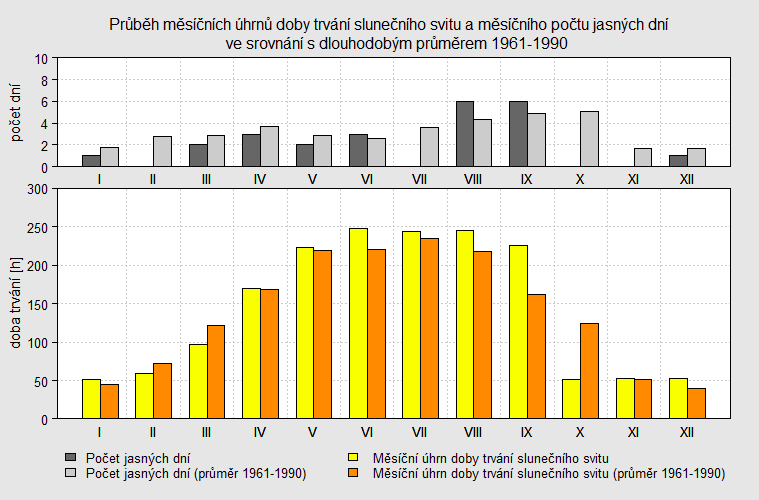 Průběh měsíčních úhrnů doby trvání slunečního svitu a měsíčního počtu jasných dní
ve srovnání s dlouhodobým průměrem 1961-1990
počet dní
10
8
6
4
2
0
I II III IV V VI VII VIII IX X XI XII
doba trvání [h]
300
250
200
150
100
50
0
I II III IV V VI VII VIII IX X XI XII
Počet jasných dní
Počet jasných dní (průměr 1961-1990)
Měsíční úhrn doby trvání slunečního svitu
Měsíční úhrn doby trvání slunečního svitu (průměr 1961-1990)